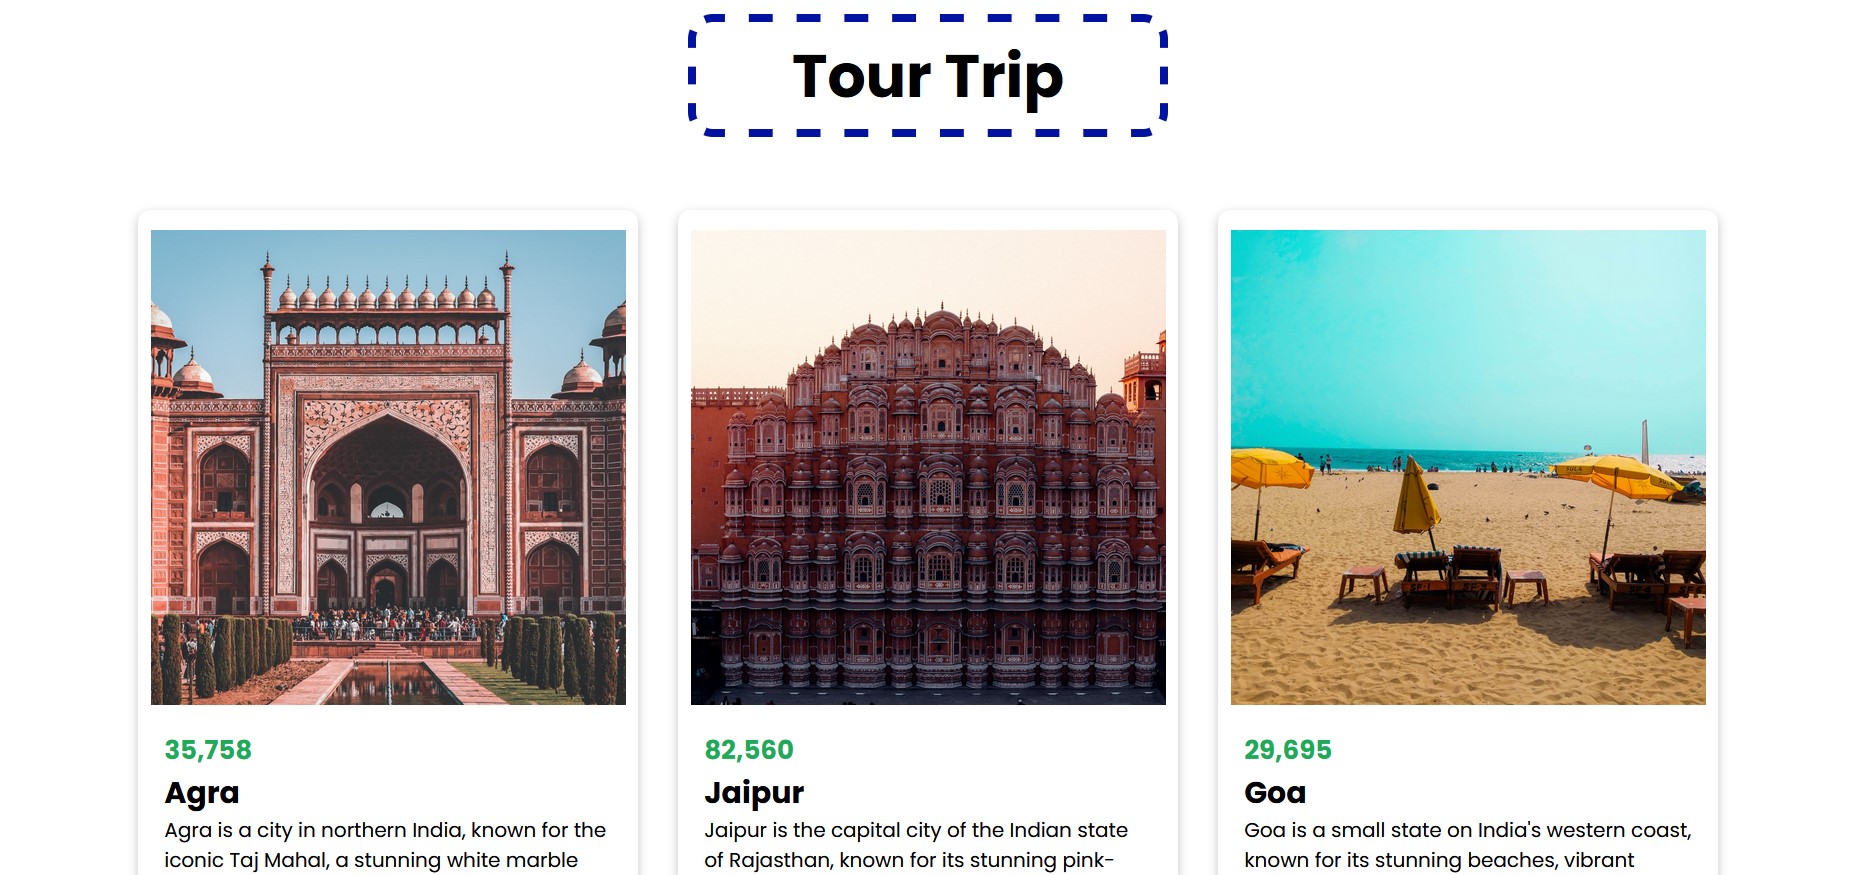 Tour Trip
35,758
Agra
Agra is a city in northern India, known for the
iconic Taj Mahal, a stunning white marble
82,560
Jaipur
Jaipur is the capital city of the Indian state
of Rajasthan, known for its stunning pink-
29,695
Goa
Goa is a small state on India's western coast,
known for its stunning beaches, vibrant